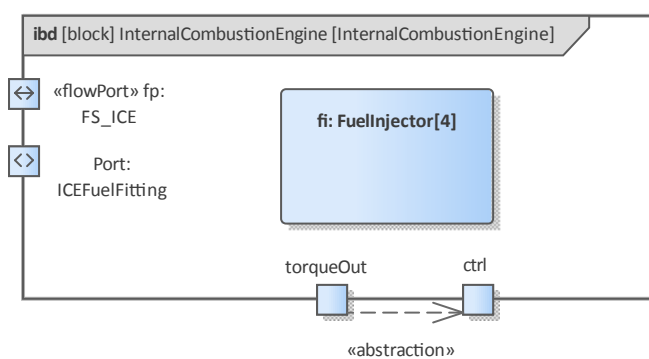 ibd [block] InternalCombustionEngine [InternalCombustionEngine]
«flowPort» fp:
FS_ICE
fi: FuelInjector[4]
Port:
ICEFuelFitting
torqueOut
ctrl
«abstraction»